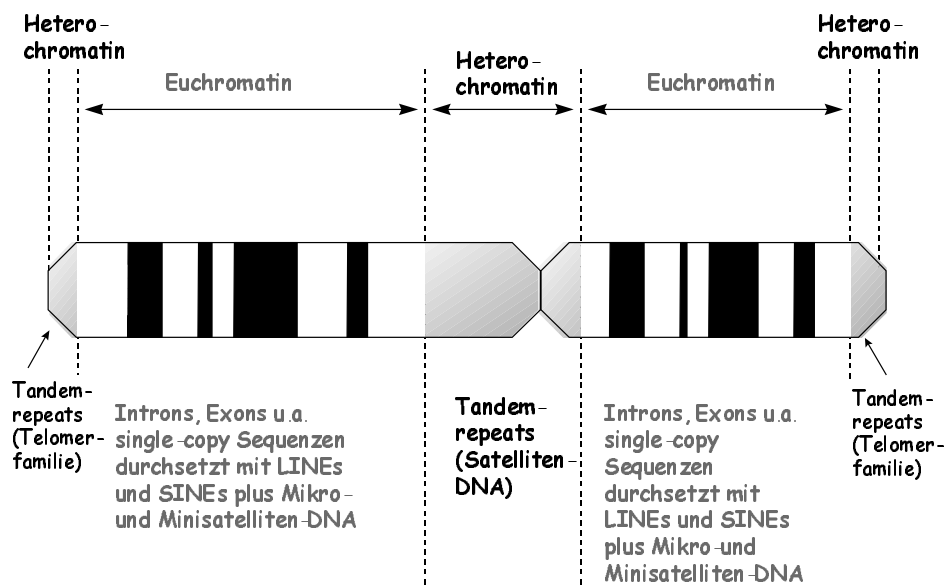 Hetero-
chromatin
Euchromatin
Hetero-
chromatin
Euchromatin
Hetero-
chromatin
Tandem-
repeats
(Telomer-
familie)
Introns, Exons u.a.
single-copy Sequenzen
durchsetzt mit LINEs
und SINEs plus Mikro-
und Minisatelliten-DNA
Tandem-
repeats
(Satelliten-
DNA)
Introns, Exons u.a.
single-copy
Sequenzen
durchsetzt mit
LINEs und SINEs
plus Mikro-und
Minisatelliten-DNA
Tandem-
repeats
(Telomer-
familie)